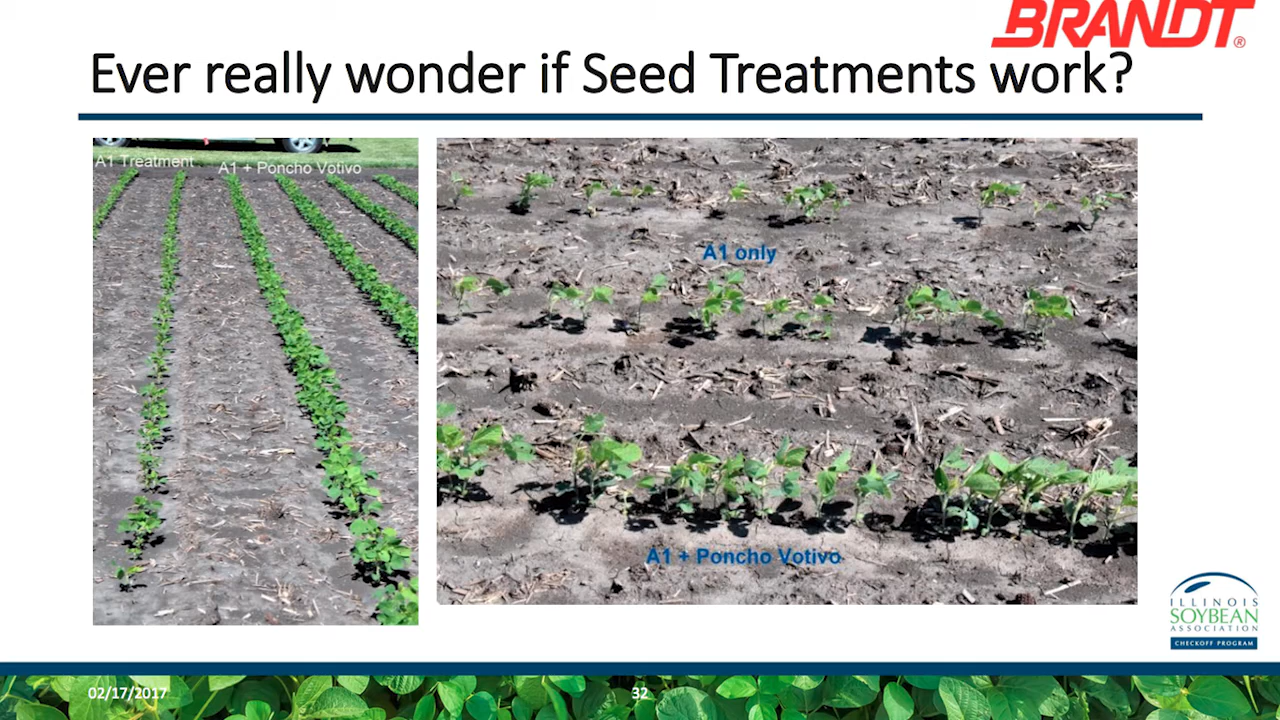 BRANDT®
Ever really wonder if Seed Treatments work?
A1 Treatment
A1 + Poncho Votivo
A1 only
A1 + Poncho Votivo
ILLINOIS
SOYBEAN
ASSOCIATION
CHECKOFF PROGRAM
02/17/2017
32